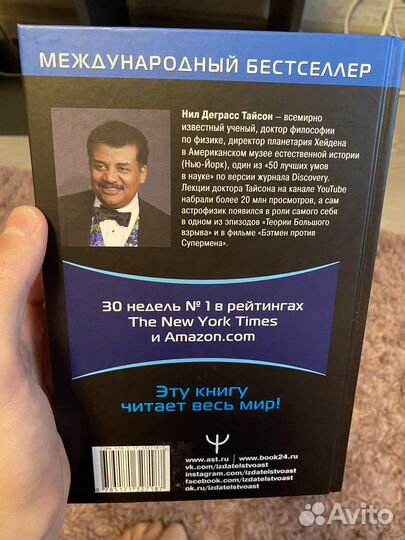 МЕЖДУНАРОДНЫЙ БЕСТСЕЛЛЕР
Нил Деграсс Тайсон – всемирно
известный ученый, доктор философии
по физике, директор планетария Хейдена
в Американском музее естественной истории
(Нью-Йорк), один из «50 лучших умов
в науке» по версии журнала Discovery.
Лекции доктора Тайсона на канале YouTube
набрали более 20 млн просмотров, а сам
астрофизик появился в роли самого себя
в одном из эпизодов «Теории Большого
взрыва» и в фильме «Бэтмен против
Супермена».
30 недель № 1 в рейтингах
The New York Times
и Amazon.com
Эту книгу
читает весь мир!
www.ast.ru | www.book24.ru
vk.com/izdatelstvoast
instagram.com/izdatelstvoast
facebook.com/izdatelstvoast
ok.ru/izdatelstvoast
9 785171 327187
Avito